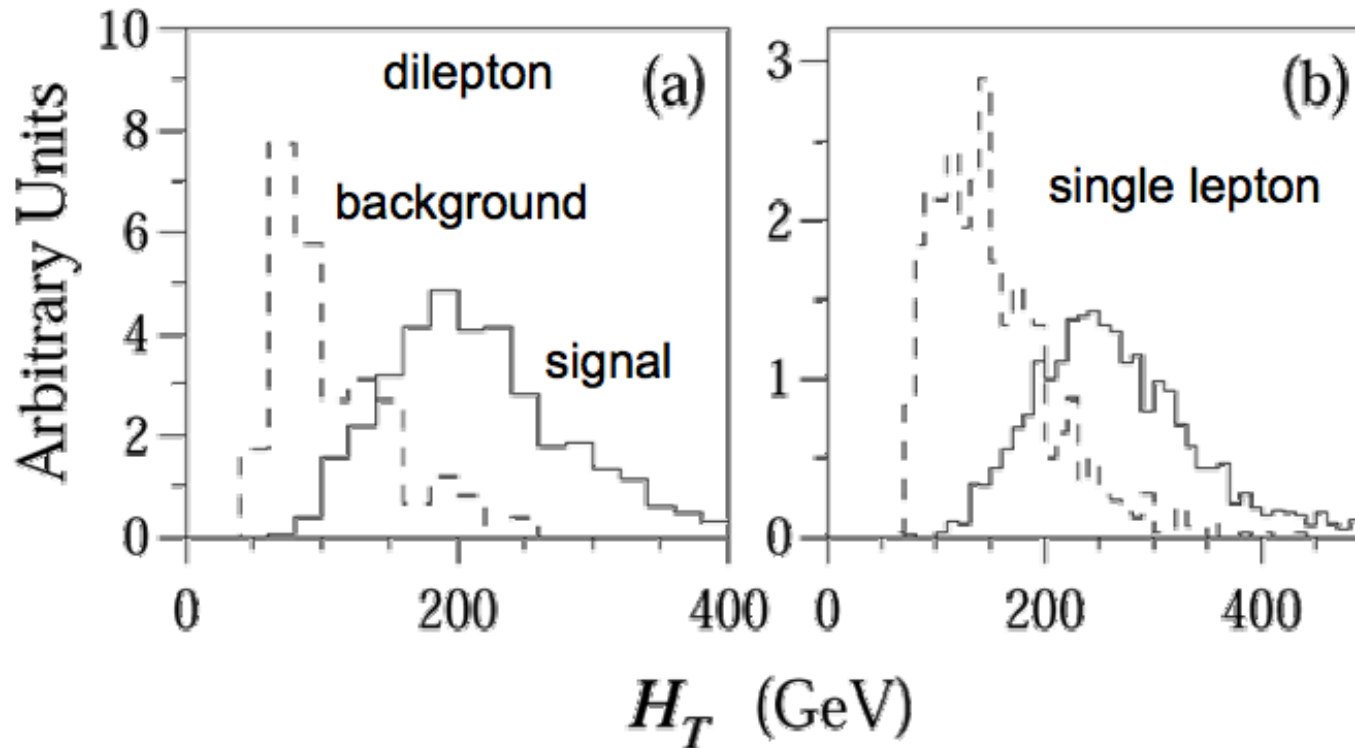 Arbitrary Units
10
8
6
4
2
0
dilepton
(a)
background
signal
0
200
400
3
2
1
0
(b)
single lepton
0
200
400
H_T (GeV)